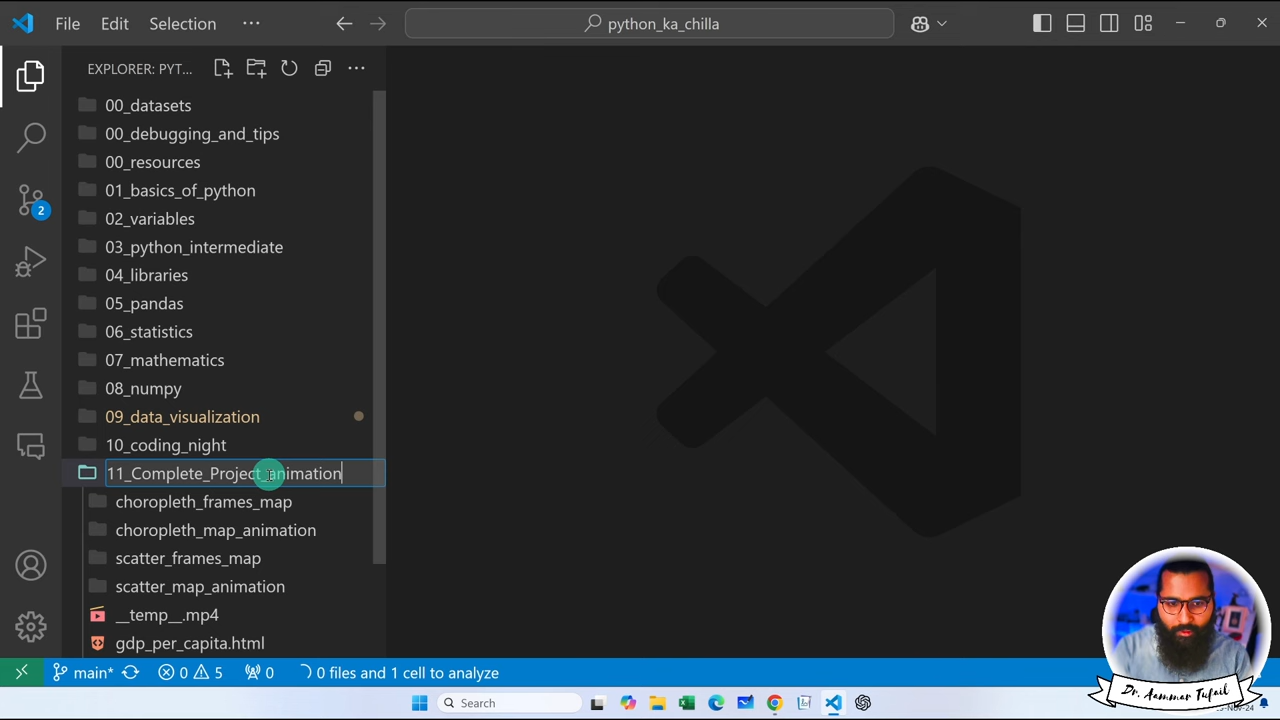 File Edit Selection ··· python_ka_chilla
EXPLORER: PYT...
00_datasets
00_debugging_and_tips
00_resources
01_basics_of_python
02_variables
03_python_intermediate
04_libraries
05_pandas
06_statistics
07_mathematics
08_numpy
09_data_visualization
10_coding_night
11_Complete_Project_animation
choropleth_frames_map
choropleth_map_animation
scatter_frames_map
scatter_map_animation
__temp__.mp4
gdp_per_capita.html
2
main* 0 5 0 0 files and 1 cell to analyze
Search
Dr. Aammar Tufail